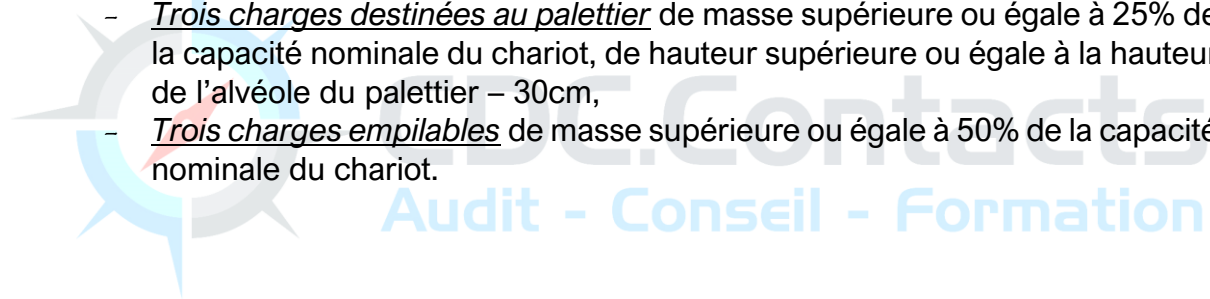 - Trois charges destinées au palettier de masse supérieure ou égale à 25% de
la capacité nominale du chariot, de hauteur supérieure ou égale à la hauteur
de l'alvéole du palettier – 30cm,
- Trois charges empilables de masse supérieure ou égale à 50% de la capacité
nominale du chariot.
CDC.Contacts
Audit - Conseil - Formation